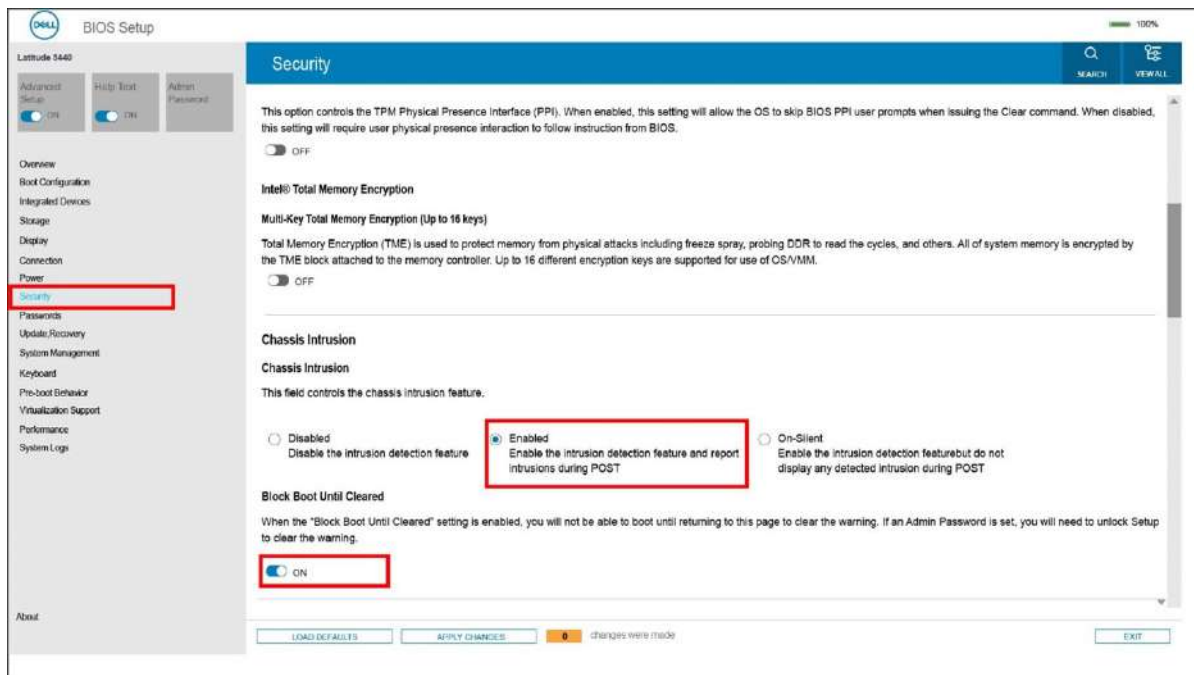 DELL
BIOS Setup
100%
Latitude 5440
Advanced Setup
ON
Help Text
ON
Admin Password
Overview
Boot Configuration
Integrated Devices
Storage
Display
Connection
Power
Security
Passwords
Update,Recovery
System Management
Keyboard
Pre-boot Behavior
Virtualization Support
Performance
System Logs
About
Security
SEARCH
VIEW ALL
This option controls the TPM Physical Presence Interface (PPI). When enabled, this setting will allow the OS to skip BIOS PPI user prompts when issuing the Clear command. When disabled,
this setting will require user physical presence interaction to follow instruction from BIOS.
OFF
Intel® Total Memory Encryption
Multi-Key Total Memory Encryption (Up to 16 keys)
Total Memory Encryption (TME) is used to protect memory from physical attacks including freeze spray, probing DDR to read the cycles, and others. All of system memory is encrypted by
the TME block attached to the memory controller. Up to 16 different encryption keys are supported for use of OS/VMM.
OFF
Chassis Intrusion
Chassis Intrusion
This field controls the chassis intrusion feature.
Disabled
Disable the intrusion detection feature
Enabled
Enable the intrusion detection feature and report
intrusions during POST
On-Silent
Enable the intrusion detection featurebut do not
display any detected intrusion during POST
Block Boot Until Cleared
When the "Block Boot Until Cleared" setting is enabled, you will not be able to boot until returning to this page to clear the warning. If an Admin Password is set, you will need to unlock Setup
to clear the warning.
ON
LOAD DEFAULTS
APPLY CHANGES
0
changes were made
EXIT